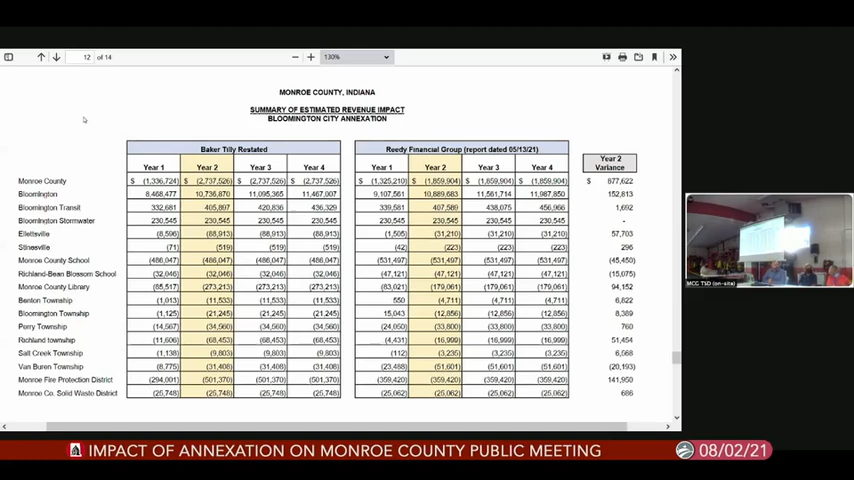 12 of 14
130%
MONROE COUNTY, INDIANA
SUMMARY OF ESTIMATED REVENUE IMPACT
BLOOMINGTON CITY ANNEXATION
Baker Tilly Restated Reedy Financial Group (report dated 05/13/21)
Year 1 Year 2 Year 3 Year 4 Year 1 Year 2 Year 3 Year 4 Year 2 Variance
Monroe County $ (1,336,724) $ (2,737,526) $ (2,737,526) $ (2,737,526) $ (1,325,210) $ (1,859,904) $ (1,859,904) $ (1,859,904) $ 877,622
Bloomington 8,468,477 10,736,870 11,095,365 11,467,007 9,107,561 10,889,683 11,561,714 11,987,850 152,813
Bloomington Transit 332,681 405,897 420,836 436,329 339,581 407,589 438,075 456,966 1,692
Bloomington Stormwater 230,545 230,545 230,545 230,545 230,545 230,545 230,545 230,545 -
Ellettsville (8,596) (88,913) (88,913) (88,913) (1,505) (31,210) (31,210) (31,210) 57,703
Stinesville (71) (519) (519) (519) (42) (223) (223) (223) 296
Monroe County School (486,047) (486,047) (486,047) (486,047) (531,497) (531,497) (531,497) (531,497) (45,450)
Richland-Bean Blossom School (32,046) (32,046) (32,046) (32,046) (47,121) (47,121) (47,121) (47,121) (15,075)
Monroe County Library (85,517) (273,213) (273,213) (273,213) (83,021) (179,061) (179,061) (179,061) 94,152
Benton Township (1,013) (11,533) (11,533) (11,533) 550 (4,711) (4,711) (4,711) 6,822
Bloomington Township (1,125) (21,245) (21,245) (21,245) 15,043 (12,856) (12,856) (12,856) 8,389
Perry Township (14,567) (34,560) (34,560) (34,560) (24,050) (33,800) (33,800) (33,800) 760
Richland township (11,606) (68,453) (68,453) (68,453) (4,431) (16,999) (16,999) (16,999) 51,454
Salt Creek Township (1,138) (9,803) (9,803) (9,803) (112) (3,235) (3,235) (3,235) 6,568
Van Buren Township (8,775) (31,408) (31,408) (31,408) (23,488) (51,601) (51,601) (51,601) (20,193)
Monroe Fire Protection District (294,001) (501,370) (501,370) (501,370) (359,420) (359,420) (359,420) (359,420) 141,950
Monroe Co. Solid Waste District (25,748) (25,748) (25,748) (25,748) (25,062) (25,062) (25,062) (25,062) 686
MCG TSD (on-site)
IMPACT OF ANNEXATION ON MONROE COUNTY PUBLIC MEETING 08/02/21